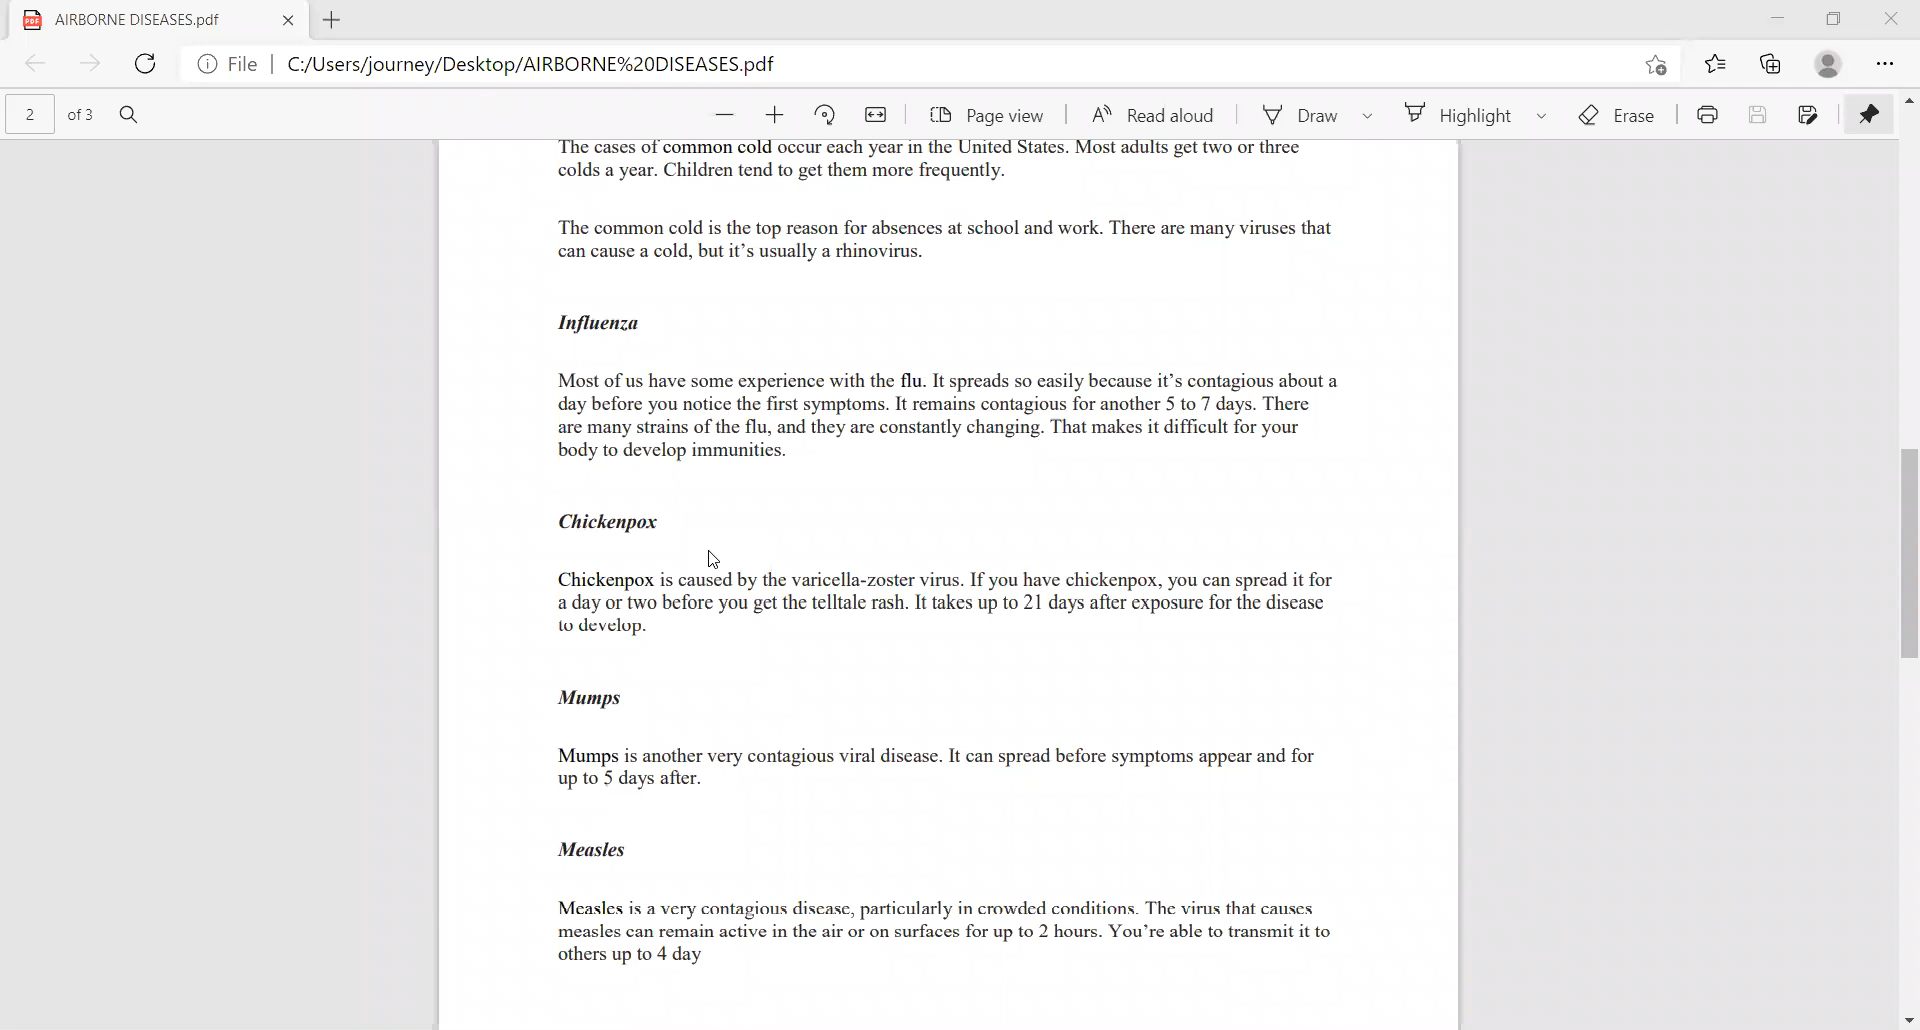 AIRBORNE DISEASES.pdf
File
C:/Users/journey/Desktop/AIRBORNE%20DISEASES.pdf
2 of 3
Page view
Read aloud
Draw
Highlight
Erase
The cases of common cold occur each year in the United States. Most adults get two or three
colds a year. Children tend to get them more frequently.
The common cold is the top reason for absences at school and work. There are many viruses that
can cause a cold, but it’s usually a rhinovirus.
Influenza
Most of us have some experience with the flu. It spreads so easily because it’s contagious about a
day before you notice the first symptoms. It remains contagious for another 5 to 7 days. There
are many strains of the flu, and they are constantly changing. That makes it difficult for your
body to develop immunities.
Chickenpox
Chickenpox is caused by the varicella-zoster virus. If you have chickenpox, you can spread it for
a day or two before you get the telltale rash. It takes up to 21 days after exposure for the disease
to develop.
Mumps
Mumps is another very contagious viral disease. It can spread before symptoms appear and for
up to 5 days after.
Measles
Measles is a very contagious disease, particularly in crowded conditions. The virus that causes
measles can remain active in the air or on surfaces for up to 2 hours. You’re able to transmit it to
others up to 4 day